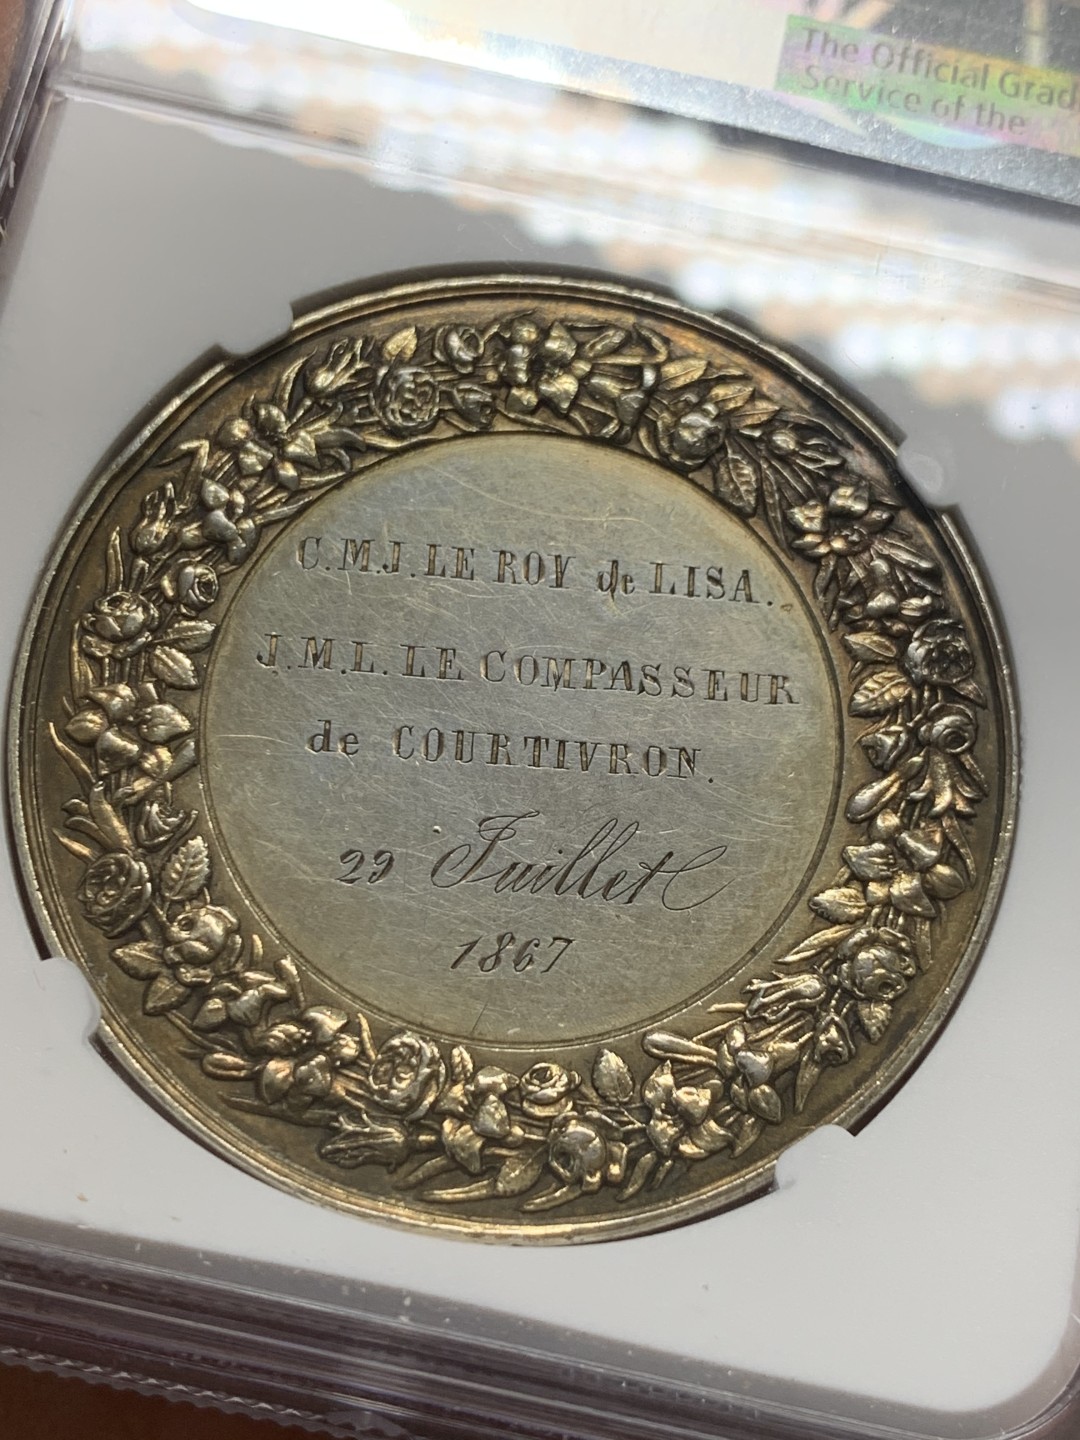 The Official Grad
Service of the
C.M.J. LE ROY de LISA.
J.M.L. LE COMPASSEUR
de COURTIVRON.
29 Juillet
1867